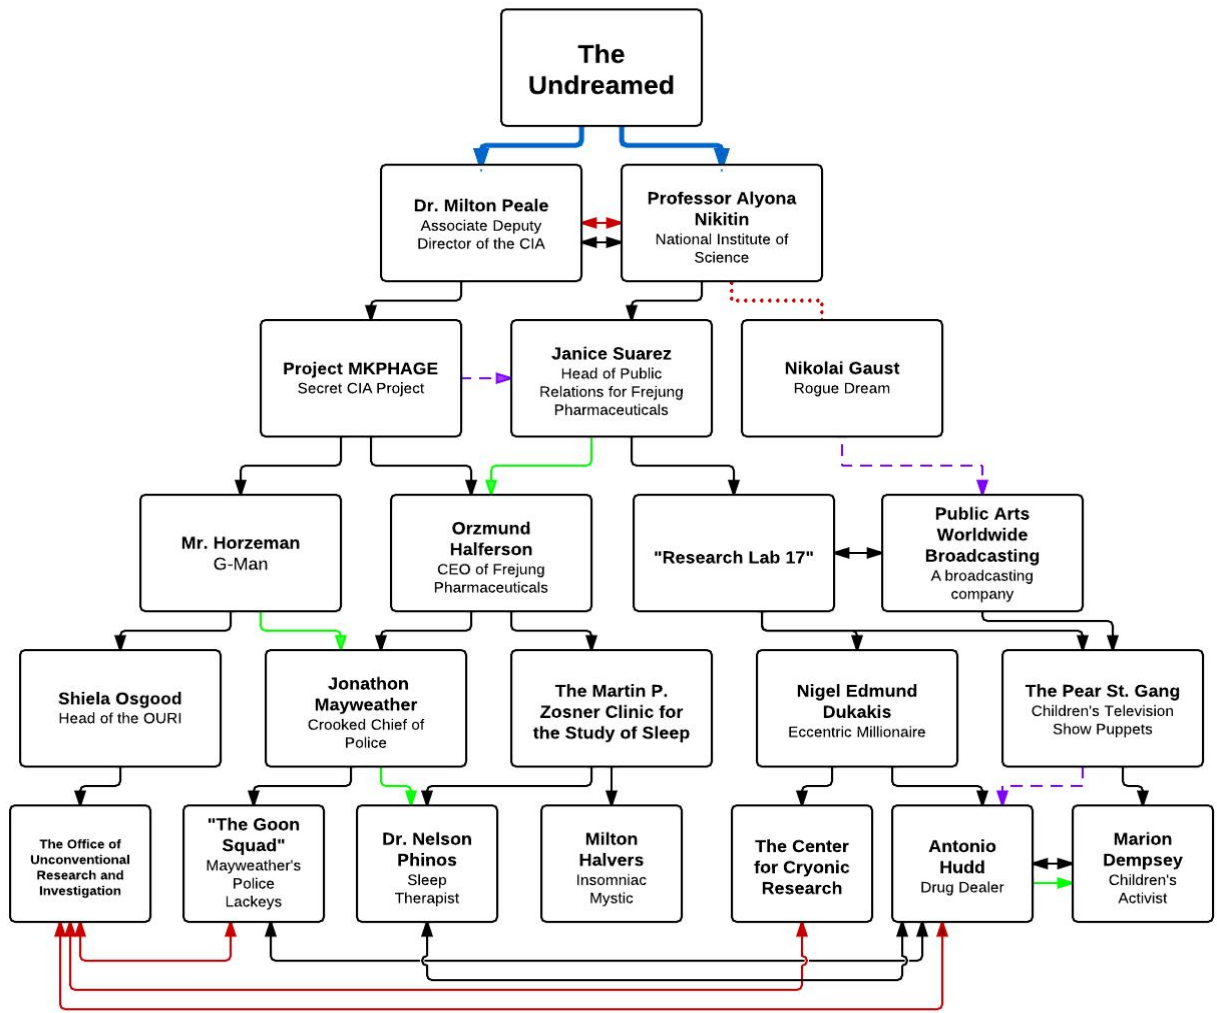 The
Undreamed
Dr. Milton Peale
Associate Deputy
Director of the CIA
Professor Alyona
Nikitin
National Institute of
Science
Project MKPHAGE
Secret CIA Project
Janice Suarez
Head of Public
Relations for Frejung
Pharmaceuticals
Nikolai Gaust
Rogue Dream
Mr. Horzeman
G-Man
Orzmund
Halferson
CEO of Frejung
Pharmaceuticals
"Research Lab 17"
Public Arts
Worldwide
Broadcasting
A broadcasting
company
Shiela Osgood
Head of the OURI
Jonathon
Mayweather
Crooked Chief of
Police
The Martin P.
Zosner Clinic for
the Study of Sleep
Nigel Edmund
Dukakis
Eccentric Millionaire
The Pear St. Gang
Children's Television
Show Puppets
The Office of
Unconventional
Research and
Investigation
"The Goon
Squad"
Mayweather's
Police
Lackeys
Dr. Nelson
Phinos
Sleep
Therapist
Milton
Halvers
Insomniac
Mystic
The Center
for Cryonic
Research
Antonio
Hudd
Drug Dealer
Marion
Dempsey
Children's
Activist